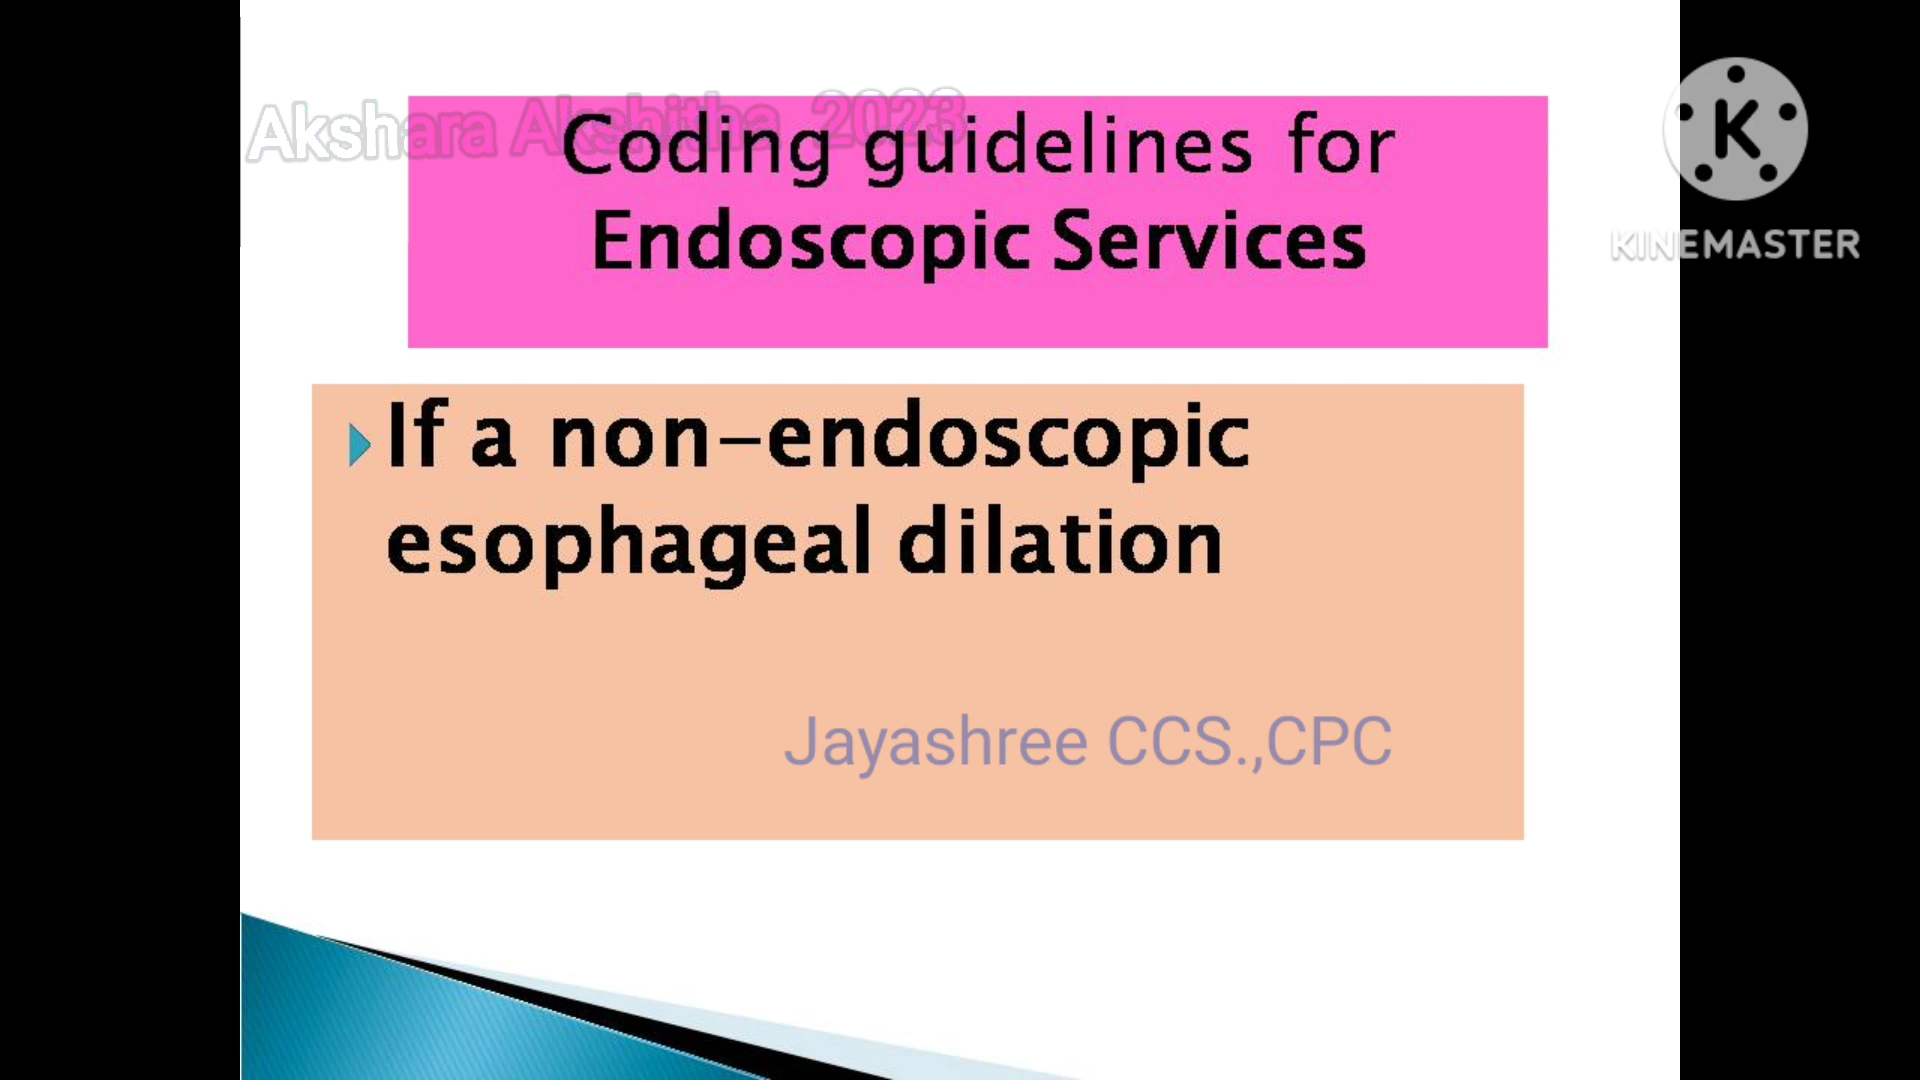 Akshara Akshitha 2023
Coding guidelines for
Endoscopic Services
K
KINEMASTER
If a non-endoscopic
esophageal dilation
Jayashree CCS.,CPC